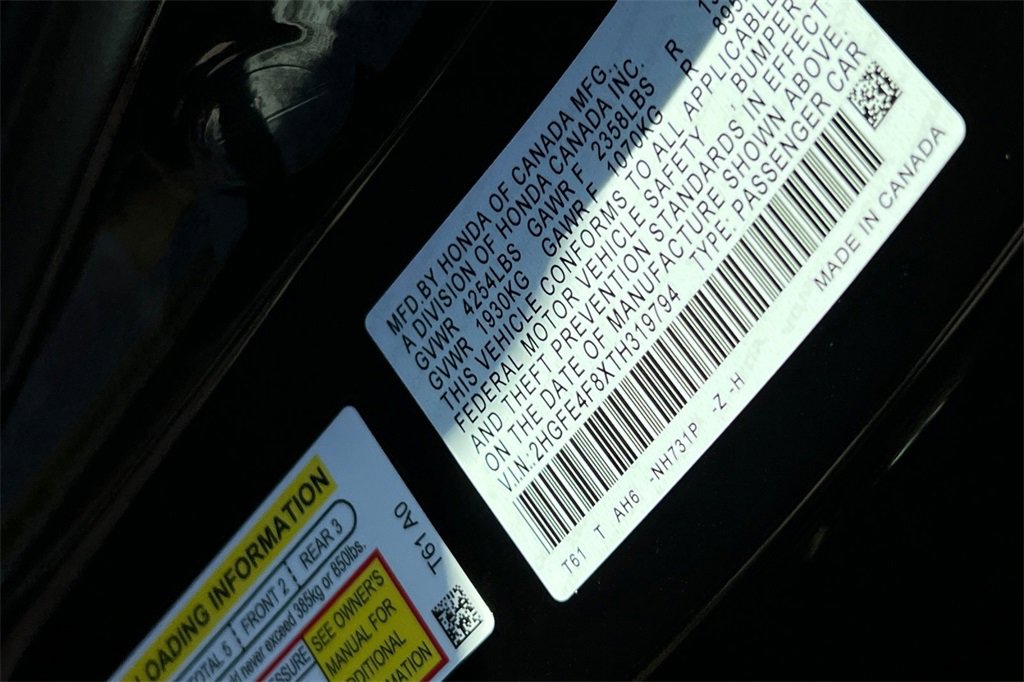 MFD.BY HONDA OF CANADA MFG.
A DIVISION OF HONDA CANADA INC.
GVWR 4254LBS GAWR F 2358LBS R
GVWR 1930KG GAWR F 1070KG R
THIS VEHICLE CONFORMS TO ALL APPLICABLE
FEDERAL MOTOR VEHICLE SAFETY , BUMPER
AND THEFT PREVENTION STANDARDS IN EFFECT
ON THE DATE OF MANUFACTURE SHOWN ABOVE.
V.I.N.:2HGFE4F8XTH319794 TYPE:PASSENGER CAR
T61 T AH6 -NH731P -Z -H MADE IN CANADA
LOADING INFORMATION
TOTAL 5 FRONT 2 REAR 3
never exceed 385kg or 850lbs.
T61 A0
SEE OWNER'S
MANUAL FOR